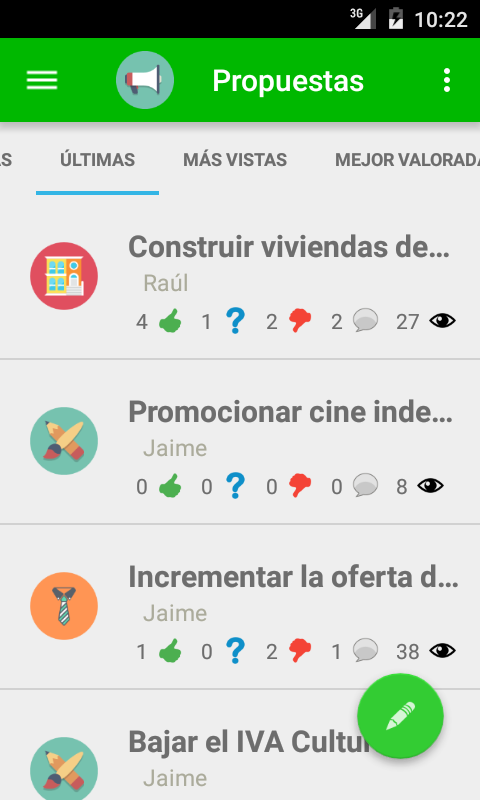 3G 10:22
Propuestas
ÚLTIMAS MÁS VISTAS MEJOR VALORADA
Construir viviendas de...
Raúl
4 1 2 2 27
Promocionar cine inde...
Jaime
0 0 0 0 8
Incrementar la oferta d...
Jaime
1 0 2 1 38
Bajar el IVA Cultur
Jaime